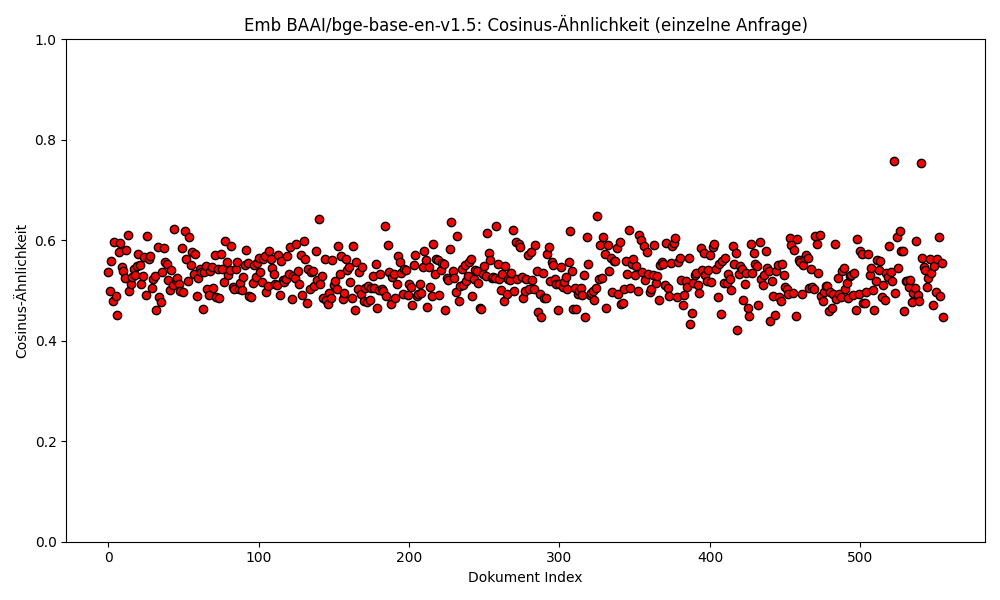 Emb BAAI/bge-base-en-v1.5: Cosinus-Ähnlichkeit (einzelne Anfrage)
1.0
0.8
0.6
0.4
0.2
0.0
Cosinus-Ähnlichkeit
0 100 200 300 400 500
Dokument Index